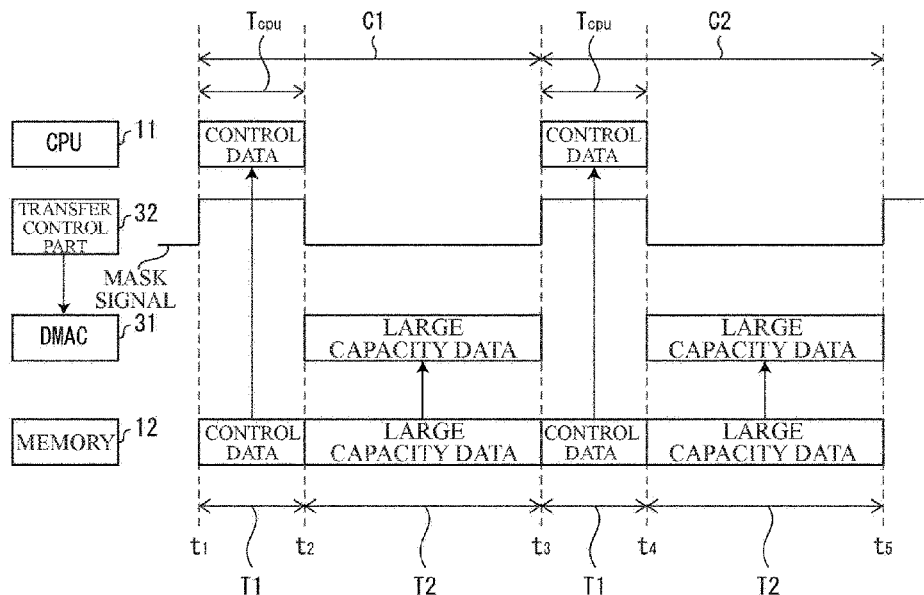 Tcpu C1 Tcpu C2
CPU 11
CONTROL
DATA
CONTROL
DATA
TRANSFER
CONTROL
PART
32
MASK
SIGNAL
DMAC 31
LARGE
CAPACITY DATA
LARGE
CAPACITY DATA
MEMORY 12
CONTROL
DATA
LARGE
CAPACITY DATA
CONTROL
DATA
LARGE
CAPACITY DATA
t1 t2 t3 t4 t5
T1 T2 T1 T2